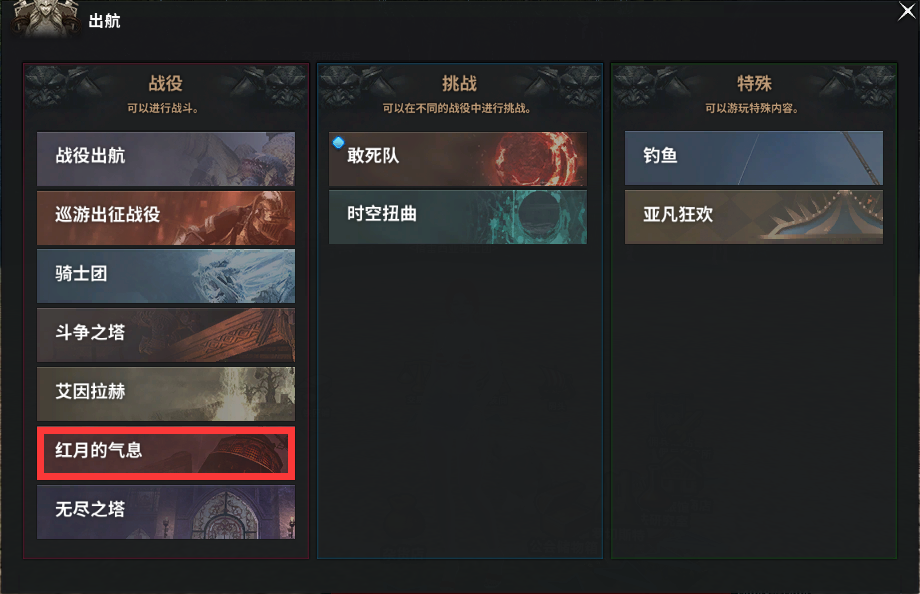 出航
战役
可以进行战斗。
战役出航
巡游出征战役
骑士团
斗争之塔
艾因拉赫
红月的气息
无尽之塔
挑战
可以在不同的战役中进行挑战。
敢死队
时空扭曲
特殊
可以游玩特殊内容。
钓鱼
亚凡狂欢